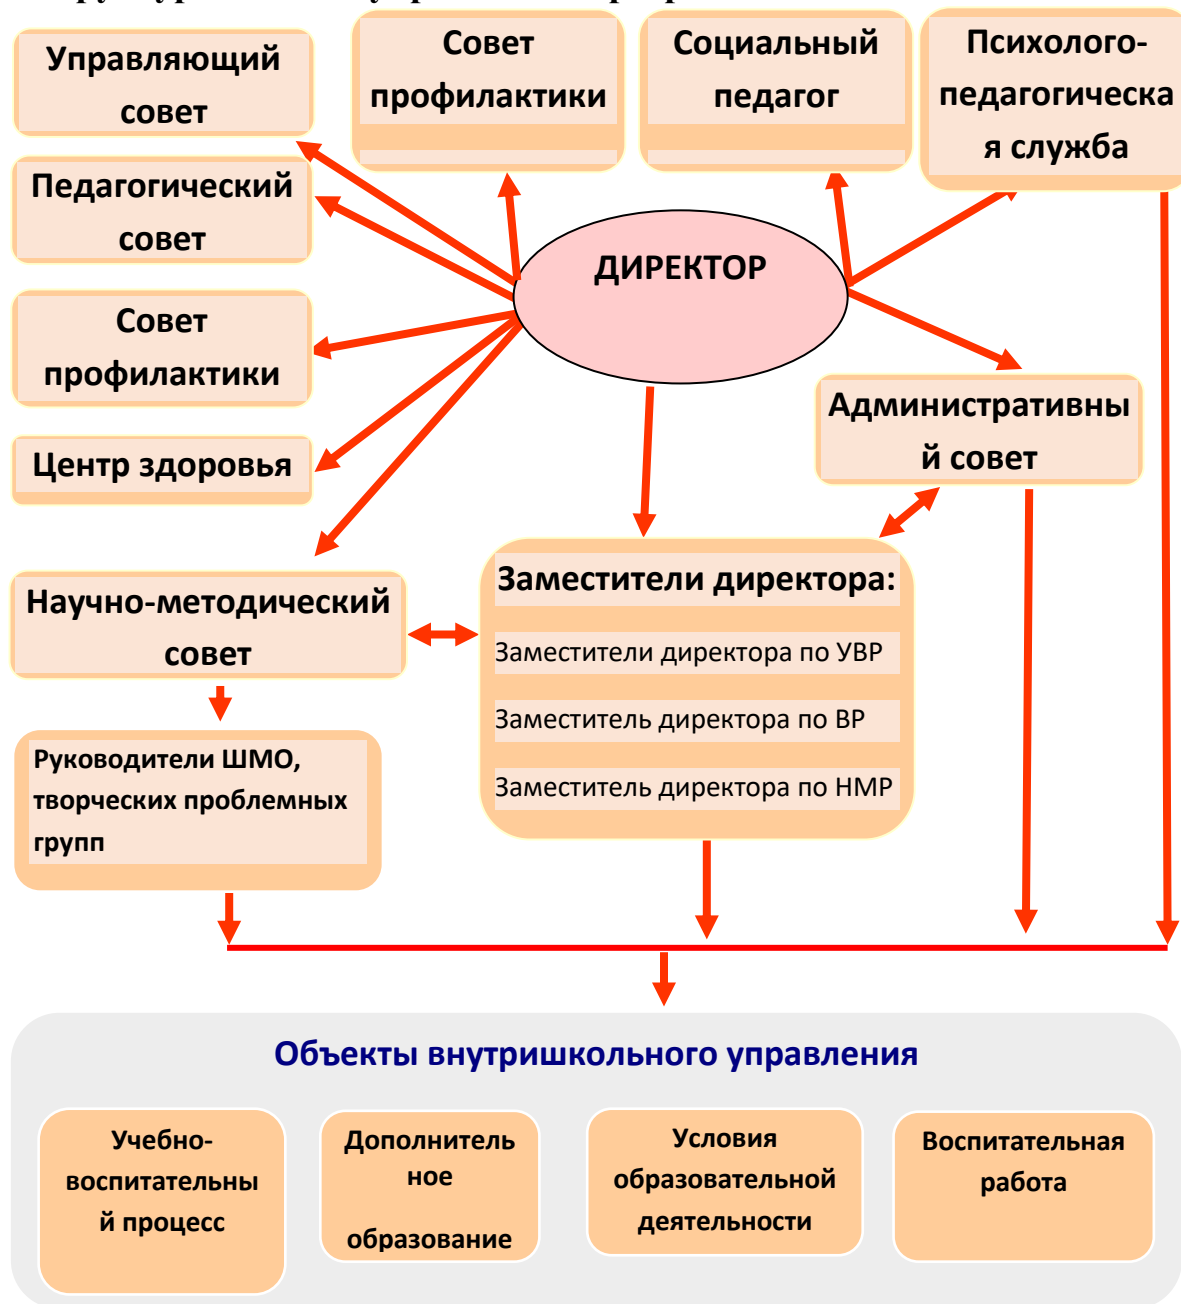 Управляющий
совет
Совет
профилактики
Социальный
педагог
Психолого-
педагогическа
я служба
Педагогический
совет
ДИРЕКТОР
Совет
профилактики
Административны
й совет
Центр здоровья
Научно-методический
совет
Заместители директора:
Заместители директора по УВР
Заместитель директора по ВР
Заместитель директора по НМР
Руководители ШМО,
творческих проблемных
групп
Объекты внутришкольного управления
Учебно-
воспитательны
й процесс
Дополнитель
ное
образование
Условия
образовательной
деятельности
Воспитательная
работа